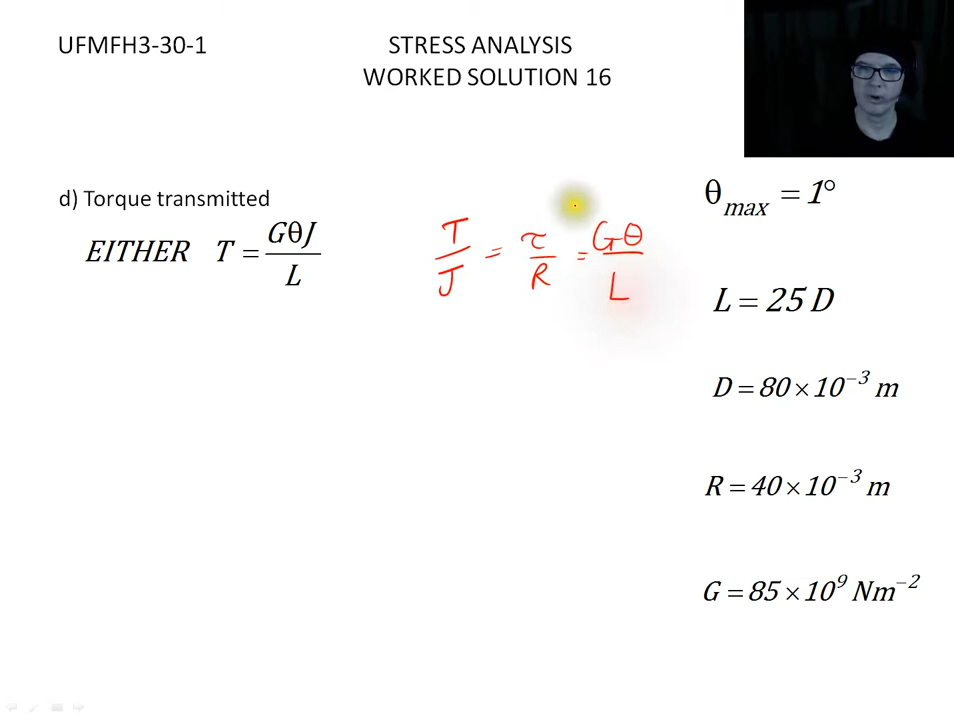 UFMFH3-30-1
STRESS ANALYSIS
WORKED SOLUTION 16
d) Torque transmitted
EITHER T = GθJ / L
T/J = τ/R = Gθ/L
θmax = 1°
L = 25 D
D = 80 × 10⁻³ m
R = 40 × 10⁻³ m
G = 85 × 10⁹ Nm⁻²